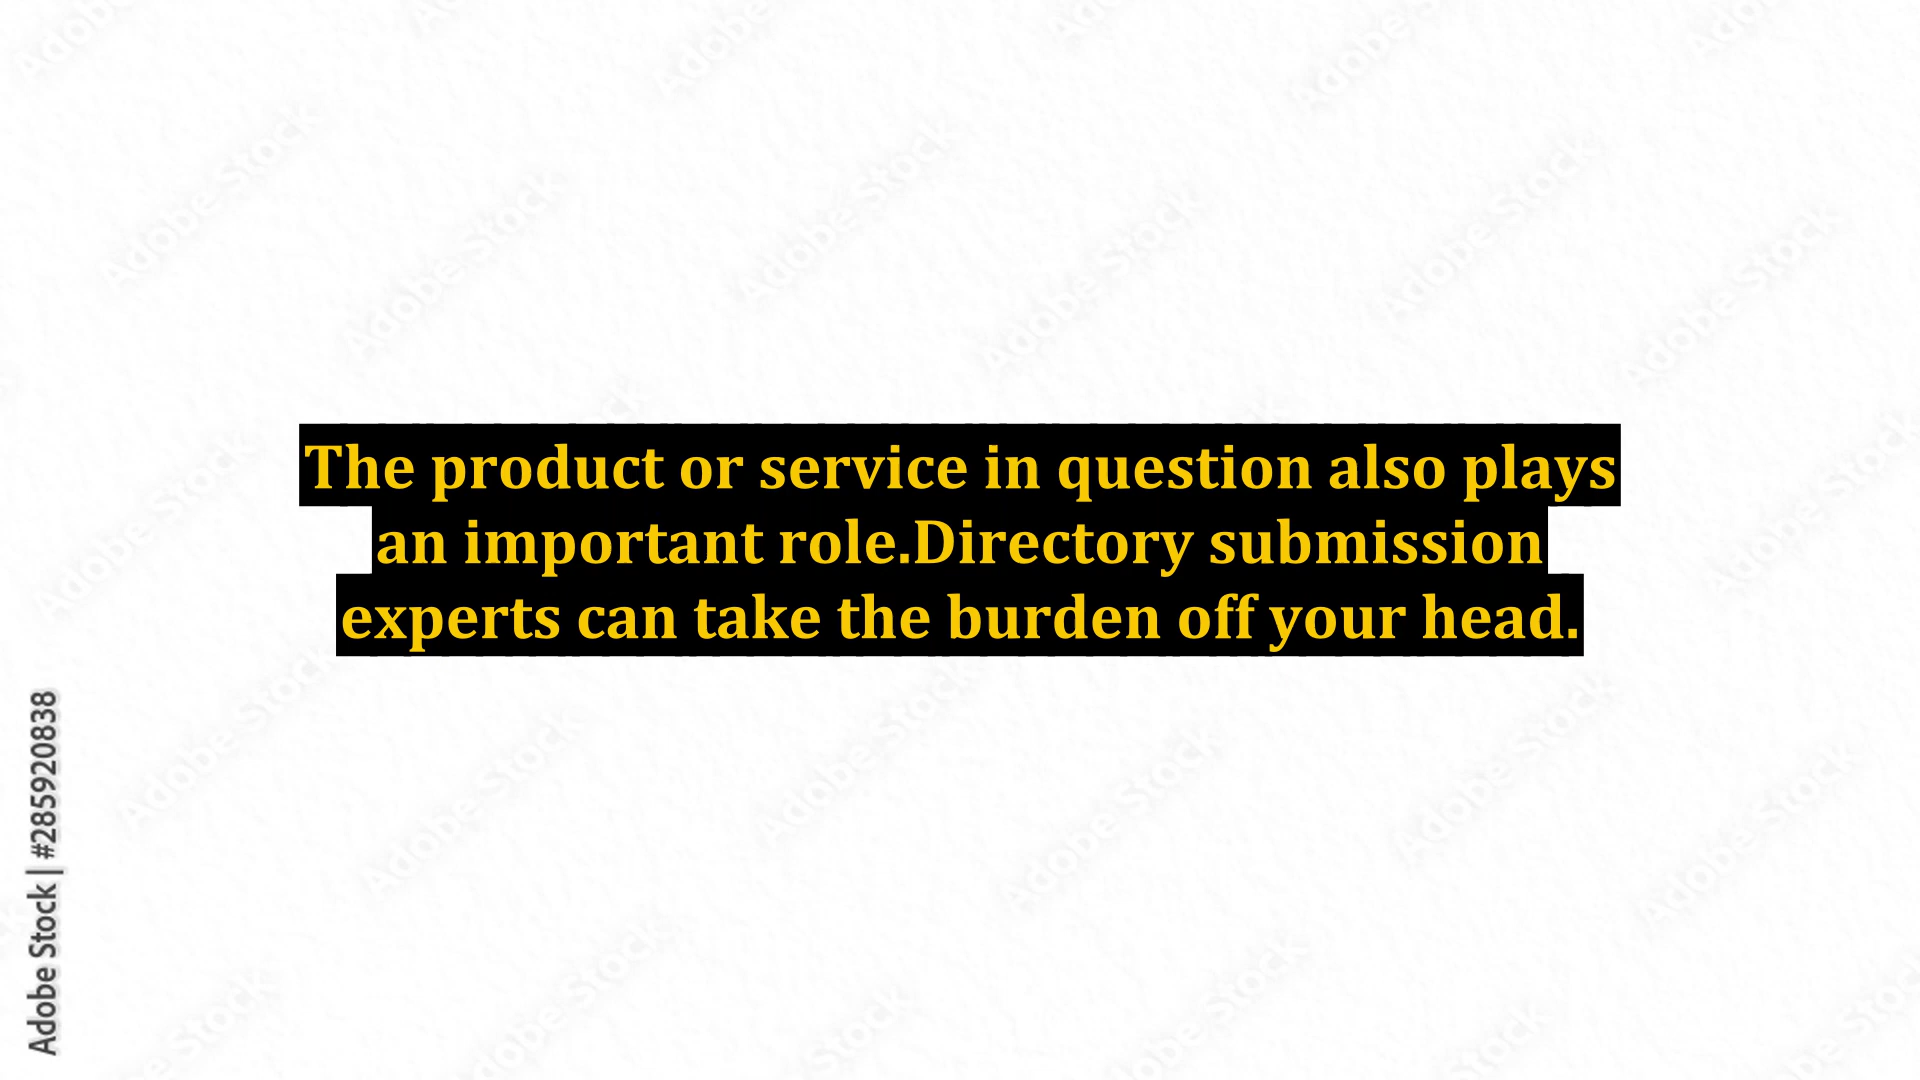 The product or service in question also plays
an important role.Directory submission
experts can take the burden off your head.
Adobe Stock | #285920838